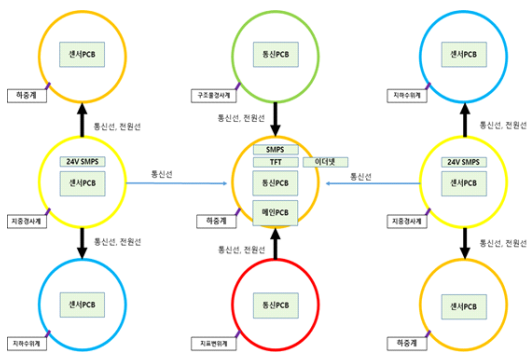 센서PCB
하중계
통신선, 전원선
24V SMPS
센서PCB
지중경사계
통신선
통신선, 전원선
센서PCB
지하수위계
통신PCB
구조물경사계
통신선, 전원선
SMPS
TFT
이더넷
통신PCB
메인PCB
하중계
통신선, 전원선
통신PCB
지표변위계
센서PCB
지하수위계
통신선, 전원선
24V SMPS
센서PCB
통신선
지중경사계
통신선, 전원선
센서PCB
하중계